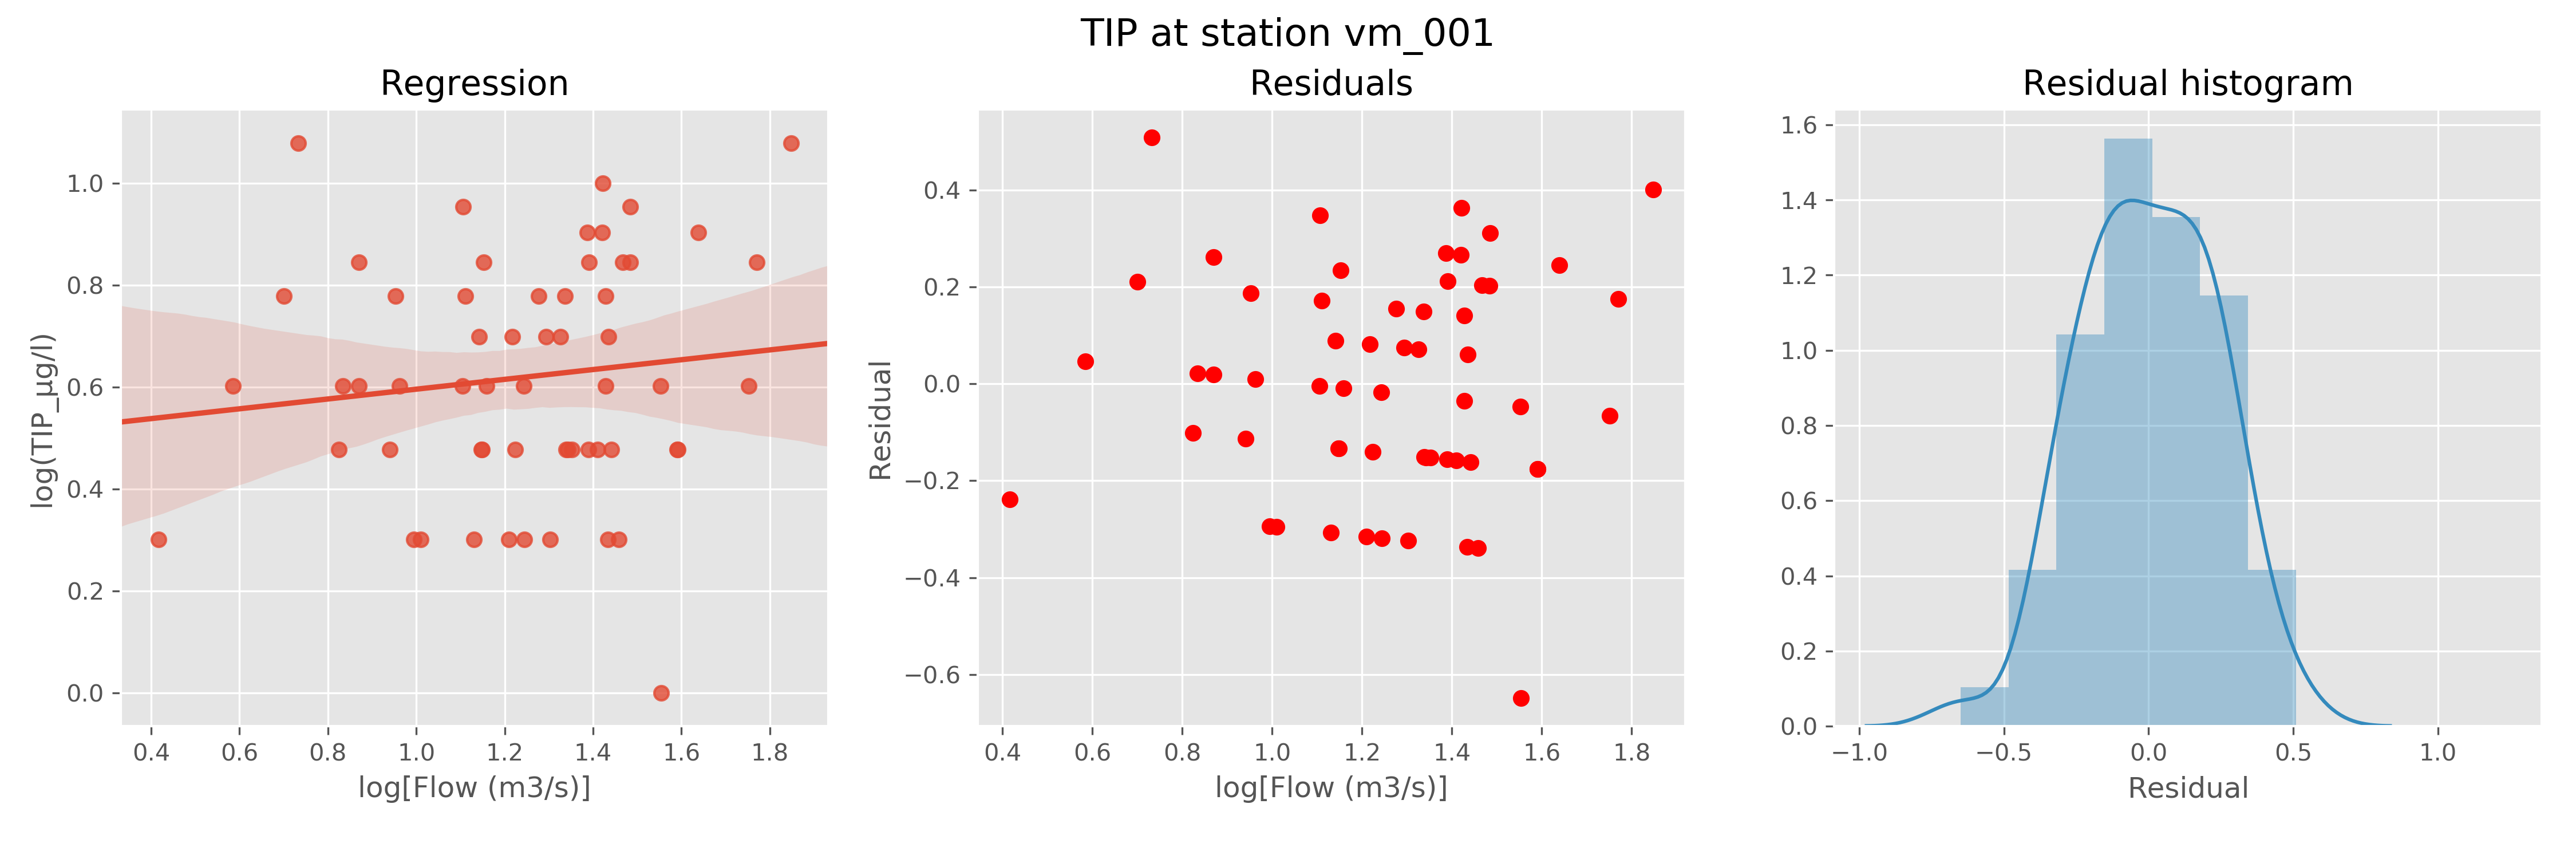 TIP at station vm_001
Regression
log(TIP_µg/l)
1.0
0.8
0.6
0.4
0.2
0.0
0.4 0.6 0.8 1.0 1.2 1.4 1.6 1.8
log[Flow (m3/s)]
Residuals
Residual
0.4
0.2
0.0
−0.2
−0.4
−0.6
0.4 0.6 0.8 1.0 1.2 1.4 1.6 1.8
log[Flow (m3/s)]
Residual histogram
1.6
1.4
1.2
1.0
0.8
0.6
0.4
0.2
0.0
−1.0 −0.5 0.0 0.5 1.0
Residual